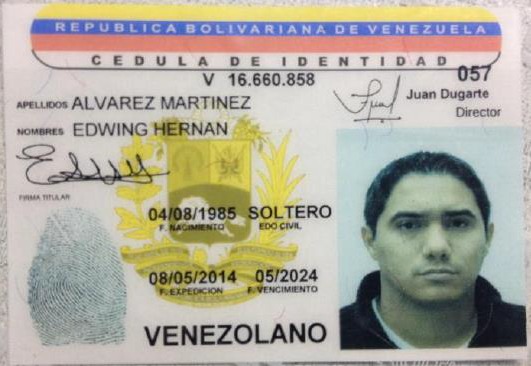 REPUBLICA BOLIVARIANA DE VENEZUELA
CEDULA DE IDENTIDAD
V 16.660.858
057
APELLIDOS ALVAREZ MARTINEZ
Juan Dugarte
Director
NOMBRES EDWING HERNAN
FIRMA TITULAR
04/08/1985 SOLTERO
F. NACIMIENTO EDO CIVIL
08/05/2014 05/2024
F. EXPEDICION F. VENCIMIENTO
VENEZOLANO